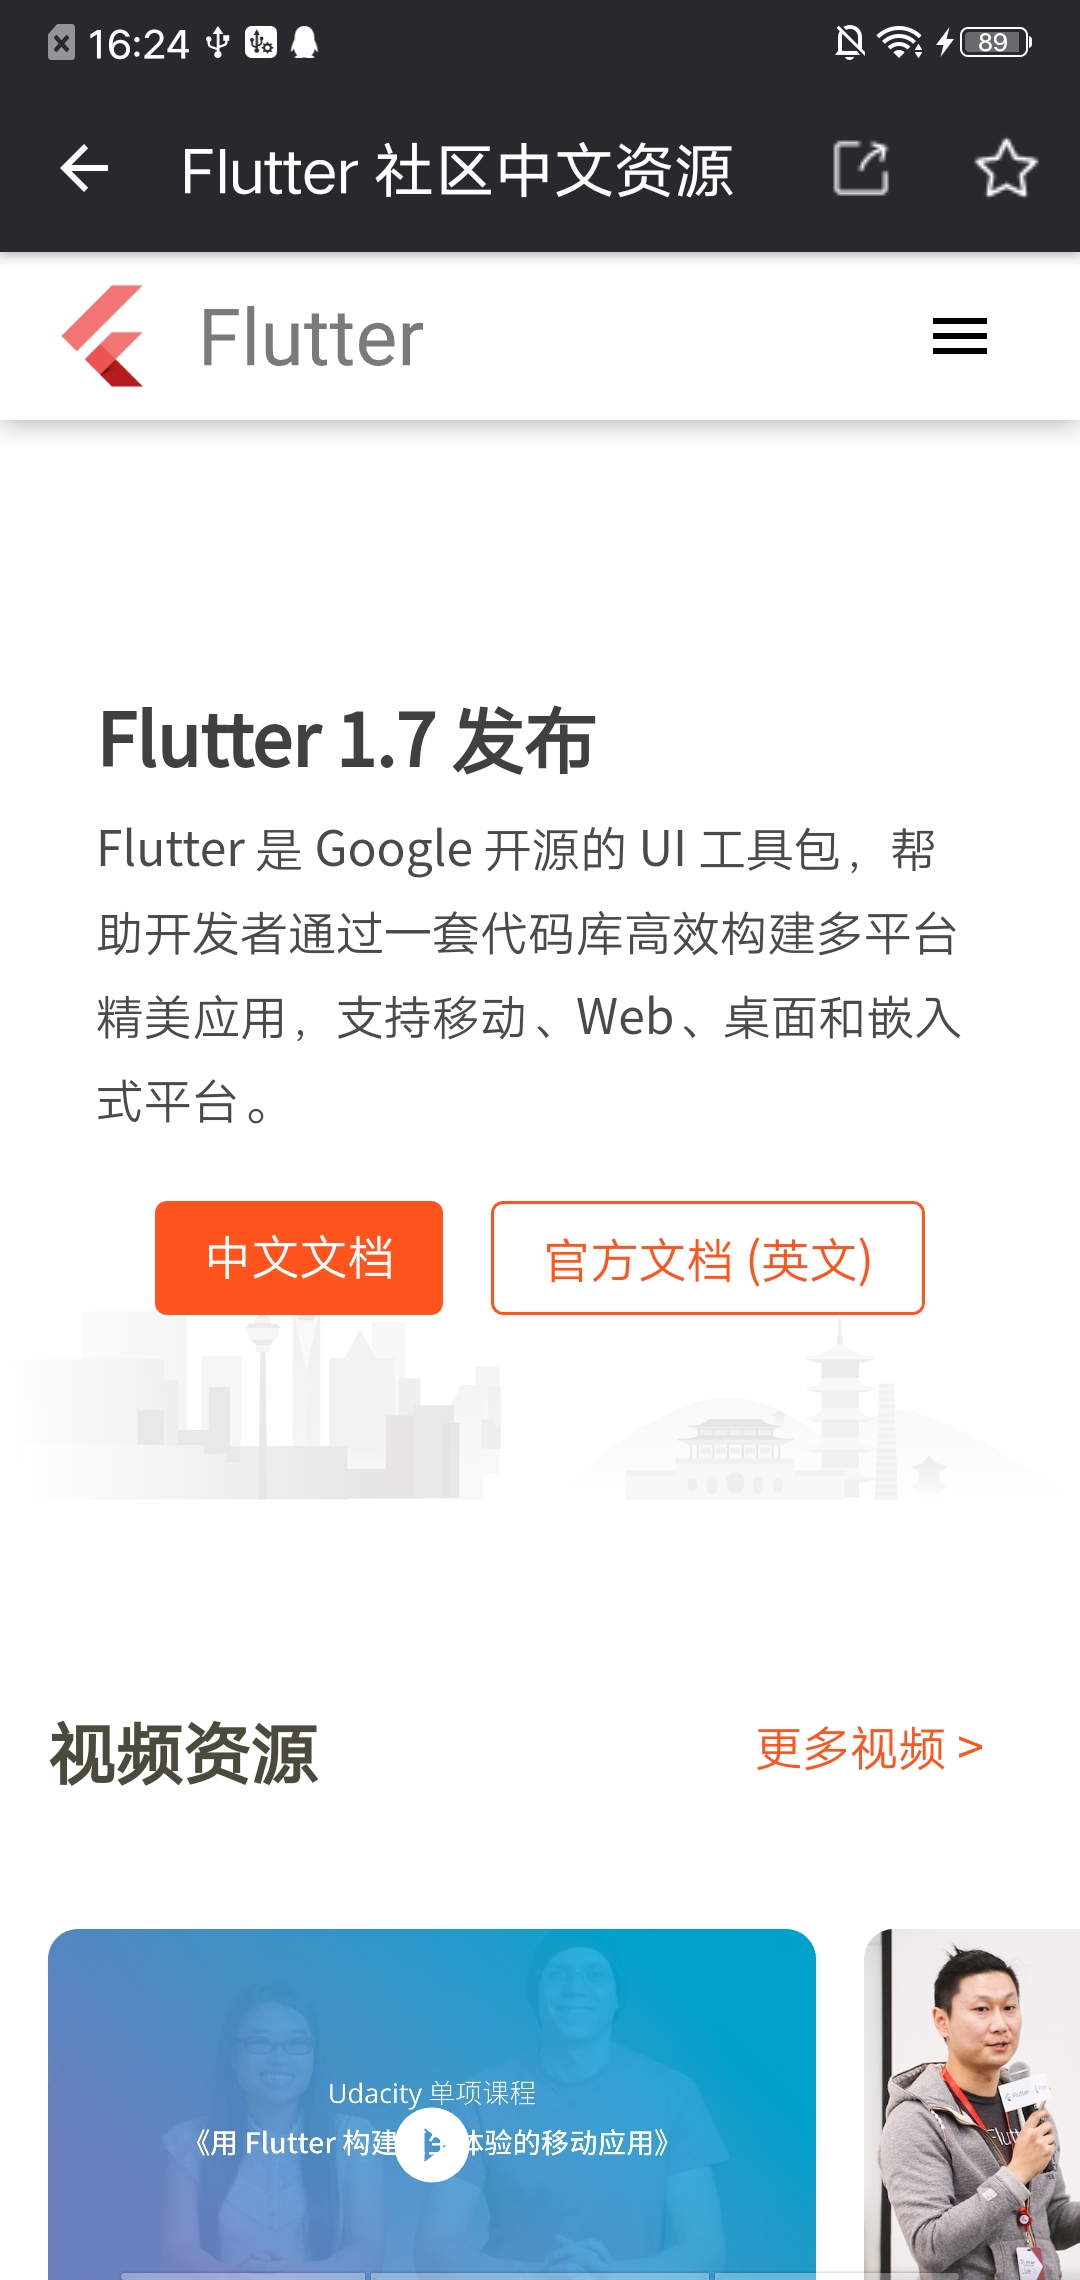 16:24
89
Flutter 社区中文资源
Flutter
Flutter 1.7 发布
Flutter 是 Google 开源的 UI 工具包，帮
助开发者通过一套代码库高效构建多平台
精美应用，支持移动、Web、桌面和嵌入
式平台。
中文文档
官方文档 (英文)
视频资源
更多视频 >
Udacity 单项课程
《用 Flutter 构建 体验的移动应用》
Flutter